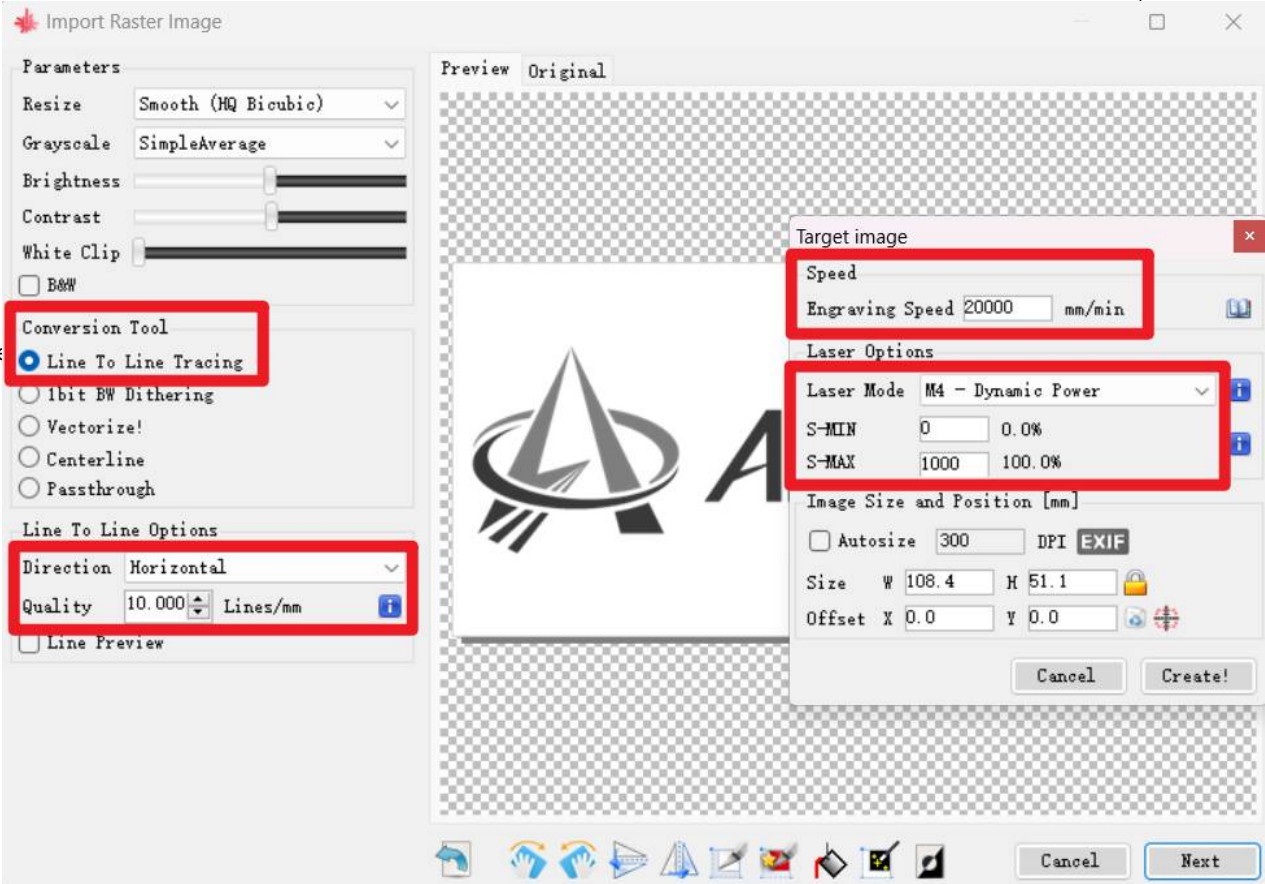 Import Raster Image
Parameters
Resize Smooth (HQ Bicubic)
Grayscale SimpleAverage
Brightness
Contrast
White Clip
B&W
Conversion Tool
Line To Line Tracing
1bit BW Dithering
Vectorize!
Centerline
Passthrough
Line To Line Options
Direction Horizontal
Quality 10.000 Lines/mm
Line Preview
Preview Original
A
Target image
Speed
Engraving Speed 20000 mm/min
Laser Options
Laser Mode M4 - Dynamic Power
S-MIN 0 0.0%
S-MAX 1000 100.0%
Image Size and Position [mm]
Autosize 300 DPI EXIF
Size W 108.4 H 51.1
Offset X 0.0 Y 0.0
Cancel Create!
Cancel Next